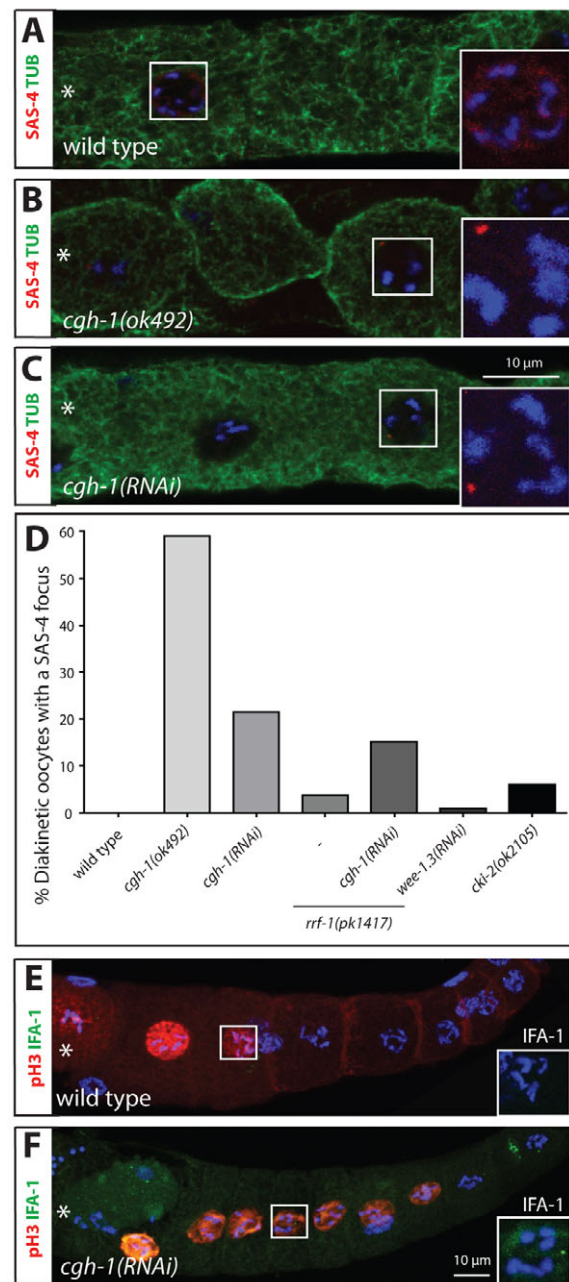 A
SAS-4 TUB
*
wild type
B
SAS-4 TUB
*
cgh-1(ok492)
C
SAS-4 TUB
*
10 µm
cgh-1(RNAi)
D
% Diakinetic oocytes with a SAS-4 focus
60
50
40
30
20
10
0
wild type
cgh-1(ok492)
cgh-1(RNAi)
-
cgh-1(RNAi)
wee-1.3(RNAi)
cki-2(ok2105)
rrf-1(pk1417)
E
pH3 IFA-1
*
IFA-1
wild type
F
pH3 IFA-1
*
IFA-1
10 µm
cgh-1(RNAi)